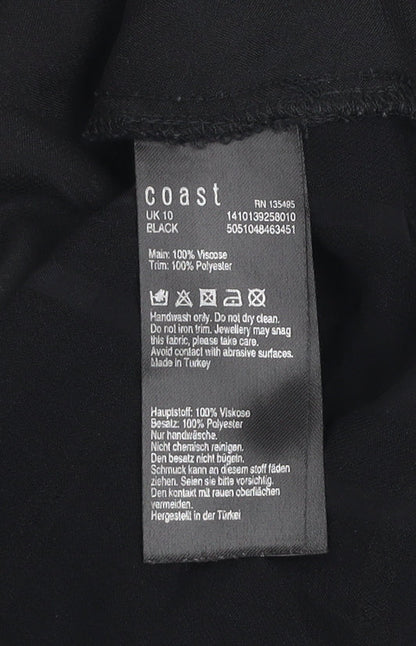 coast
RN 135495
UK 10 1410139258010
BLACK 5051048463451
Main: 100% Viscose
Trim: 100% Polyester
Handwash only. Do not dry clean.
Do not iron trim. Jewellery may snag
this fabric, please take care.
Avoid contact with abrasive surfaces.
Made in Turkey
Hauptstoff: 100% Viskose
Besatz: 100% Polyester
Nur handwäsche.
Nicht chemisch reinigen.
Den besatz nicht bügeln.
Schmuck kann an diesem stoff fäden
ziehen. Seien sie bitte vorsichtig.
Den kontakt mit rauen oberflächen
vermeiden.
Hergestellt in der Türkei